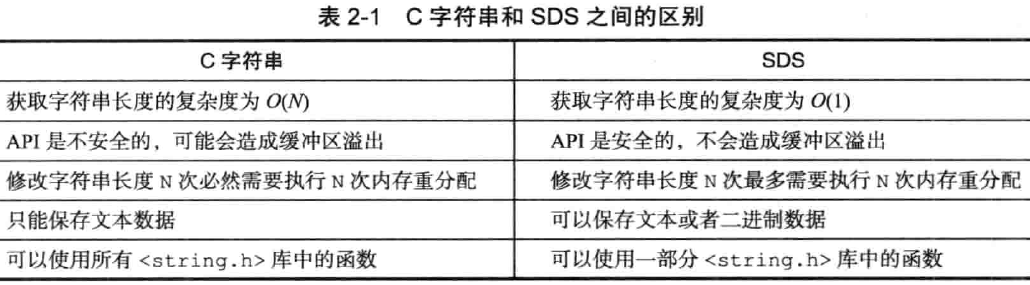 表 2-1 C 字符串和 SDS 之间的区别
C 字符串 SDS
获取字符串长度的复杂度为 O(N) 获取字符串长度的复杂度为 O(1)
API 是不安全的，可能会造成缓冲区溢出 API 是安全的，不会造成缓冲区溢出
修改字符串长度 N 次必然需要执行 N 次内存重分配 修改字符串长度 N 次最多需要执行 N 次内存重分配
只能保存文本数据 可以保存文本或者二进制数据
可以使用所有 <string.h> 库中的函数 可以使用一部分 <string.h> 库中的函数